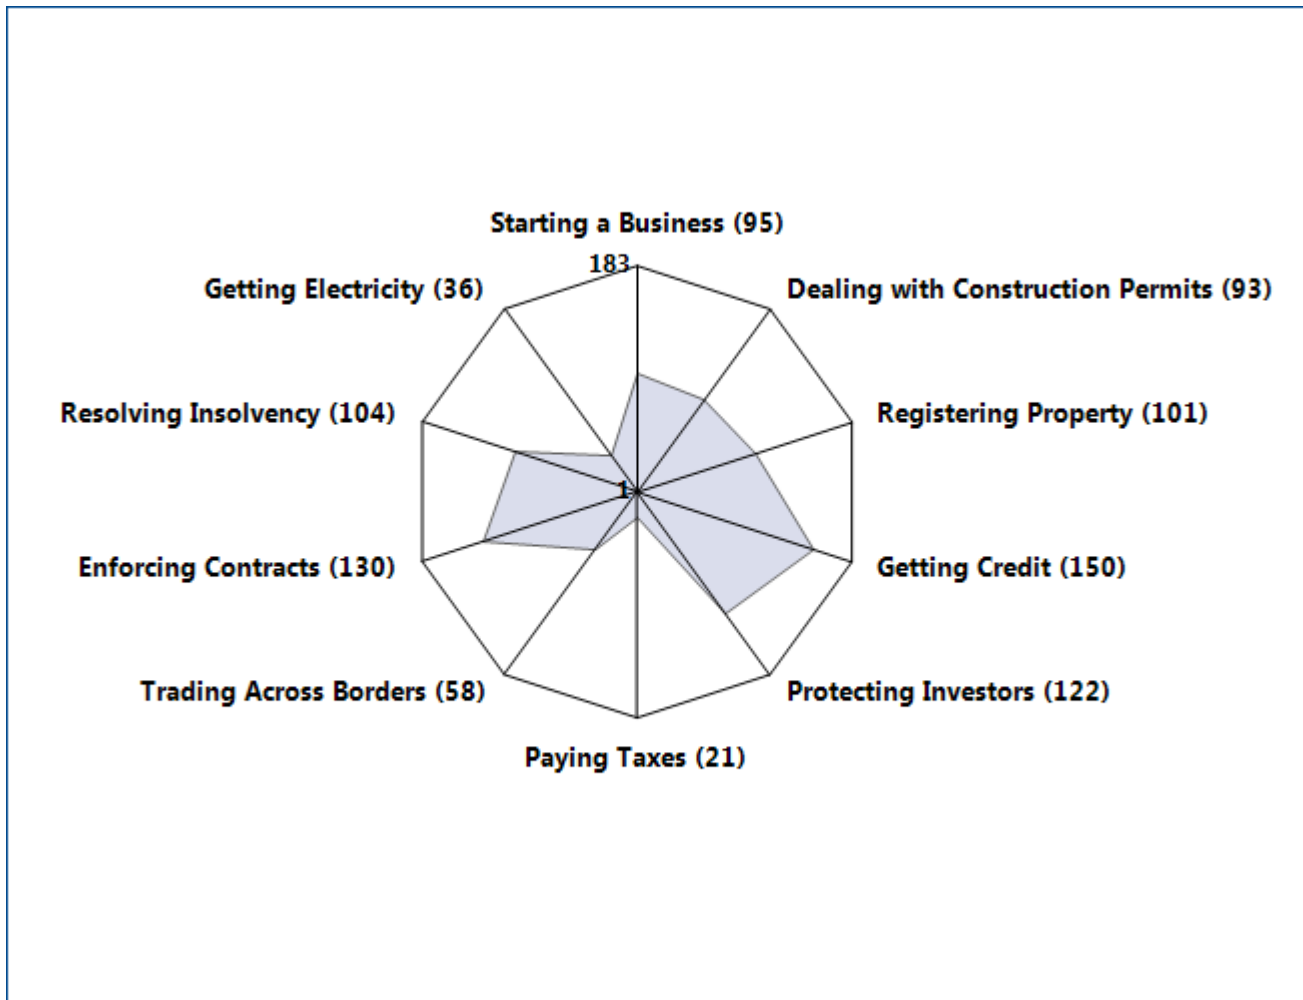 Starting a Business (95)
183
Getting Electricity (36)
Dealing with Construction Permits (93)
Resolving Insolvency (104)
Registering Property (101)
1
Enforcing Contracts (130)
Getting Credit (150)
Trading Across Borders (58)
Protecting Investors (122)
Paying Taxes (21)